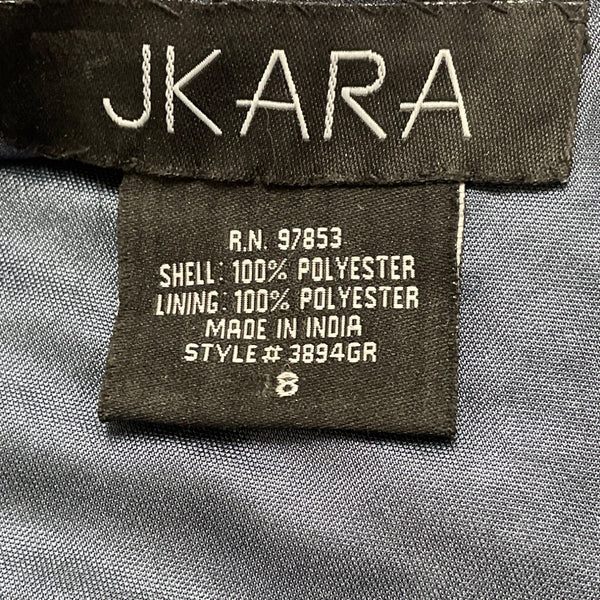 JKARA
R.N. 97853
SHELL: 100% POLYESTER
LINING: 100% POLYESTER
MADE IN INDIA
STYLE# 3894GR
8